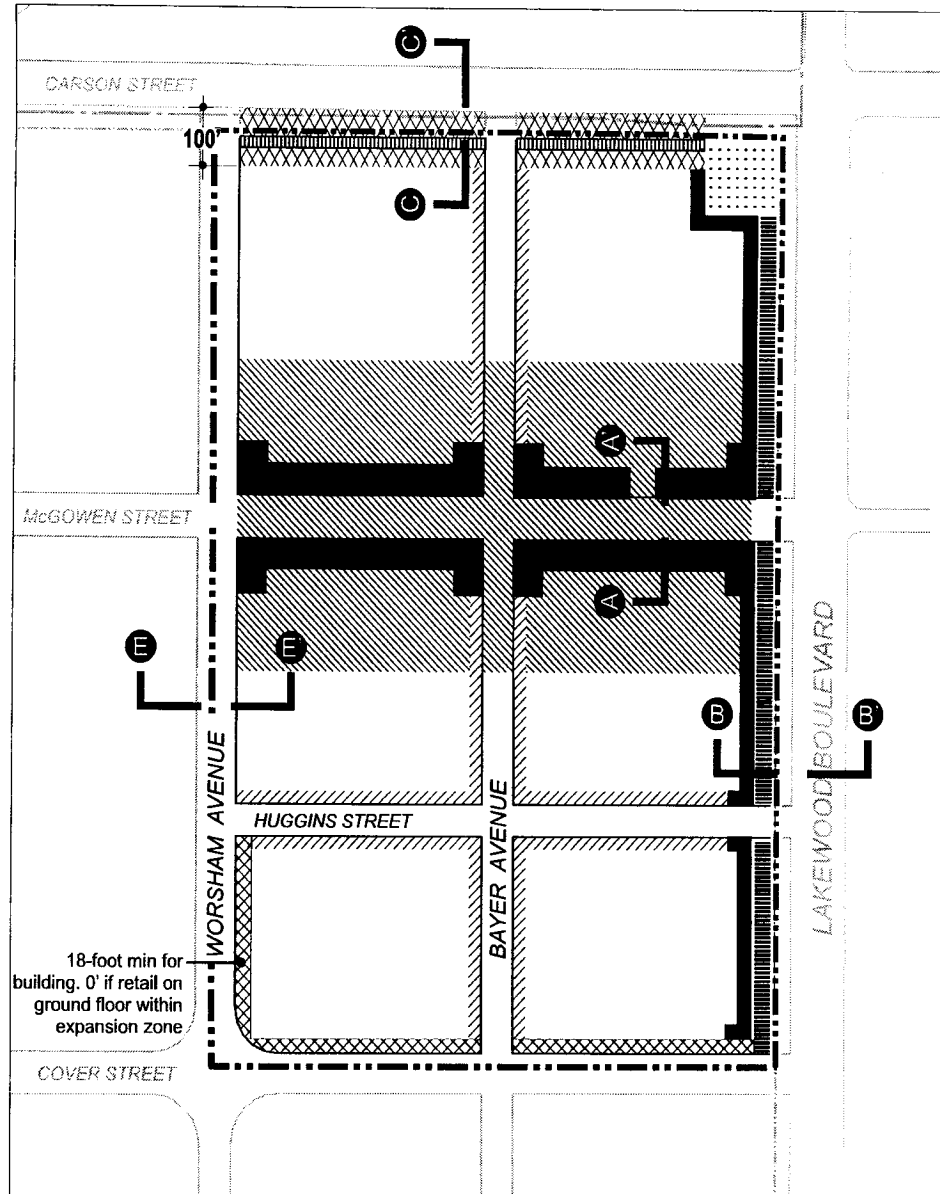 C
CARSON STREET
100'
C
McGOWEN STREET
A
A
E
E
B
B
LAKEWOOD BOULEVARD
WORSHAM AVENUE
HUGGINS STREET
BAYER AVENUE
18-foot min for
building. 0' if retail on
ground floor within
expansion zone
COVER STREET